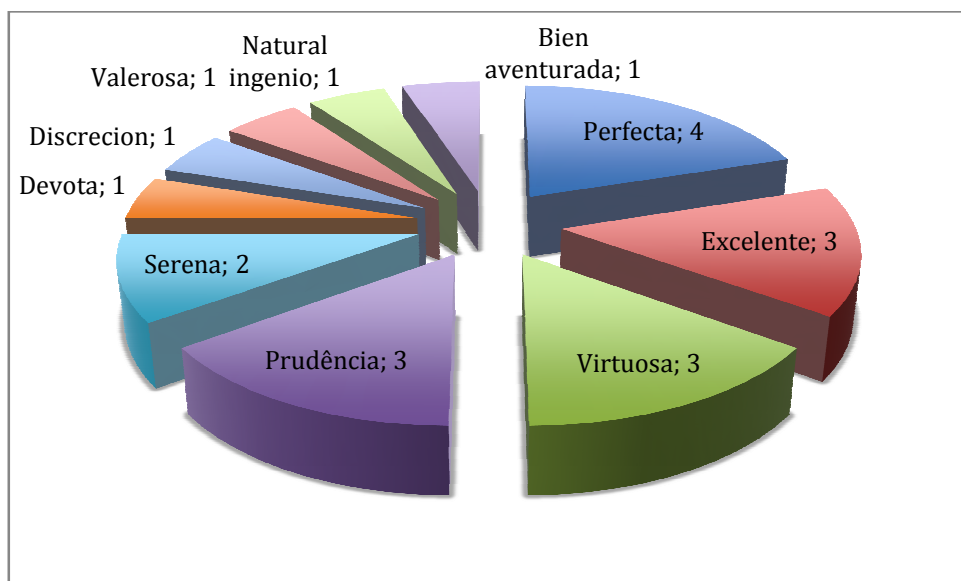 Natural
ingenio; 1
Bien
aventurada; 1
Valerosa; 1
Perfecta; 4
Discrecion; 1
Devota; 1
Excelente; 3
Serena; 2
Prudência; 3
Virtuosa; 3